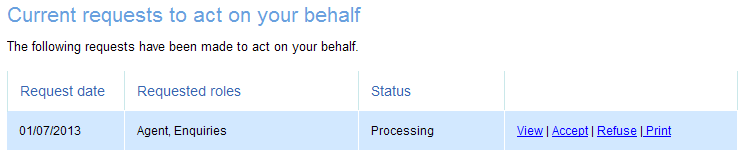 Current requests to act on your behalf
The following requests have been made to act on your behalf.
Request date Requested roles Status
01/07/2013 Agent, Enquiries Processing View | Accept | Refuse | Print